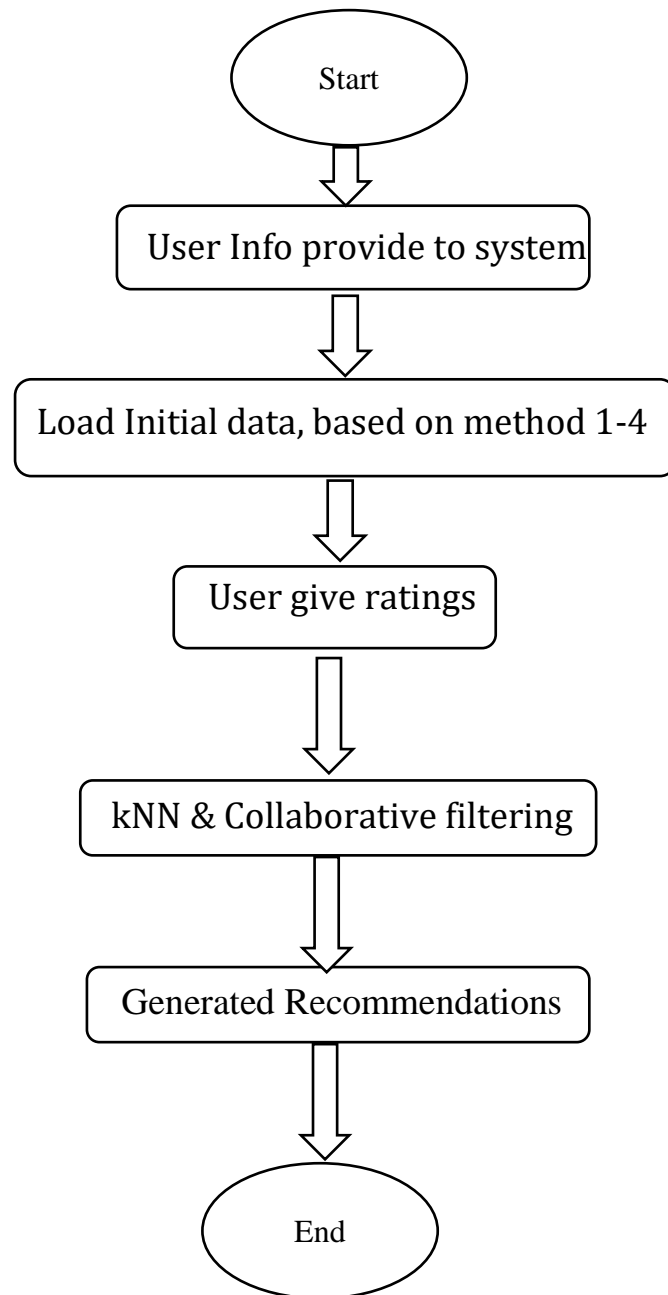 Start
User Info provide to system
Load Initial data, based on method 1-4
User give ratings
kNN & Collaborative filtering
Generated Recommendations
End